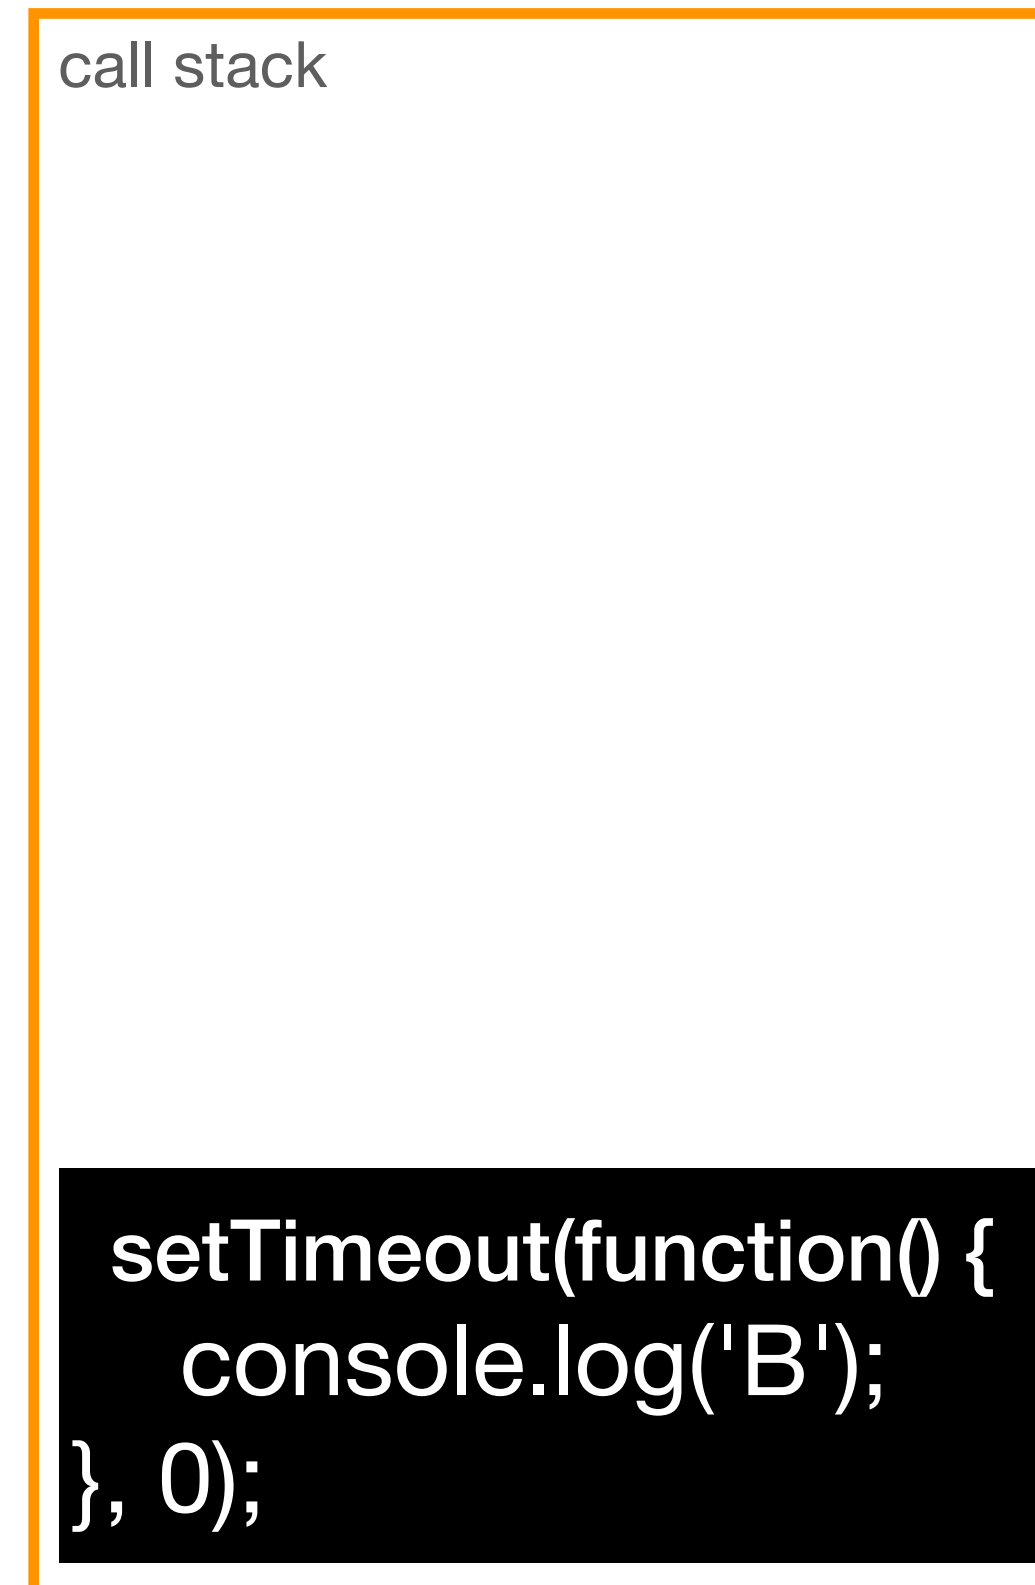 call stack
setTimeout(function() {
console.log('B');
}, 0);